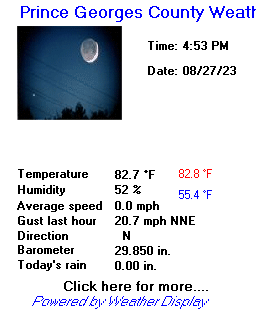 Prince Georges County Weath
Time: 4:53 PM
Date: 08/27/23
Temperature 82.7 °F 82.8 °F
Humidity 52 % 55.4 °F
Average speed 0.0 mph
Gust last hour 20.7 mph NNE
Direction N
Barometer 29.850 in.
Today's rain 0.00 in.
Click here for more....
Powered by Weather Display